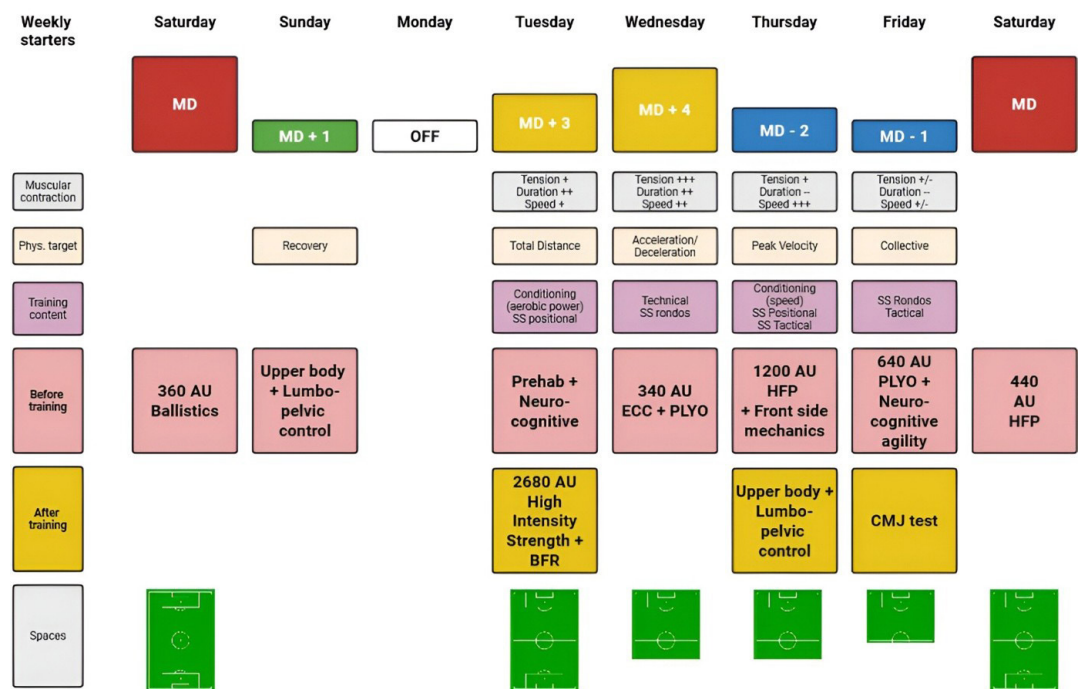 Weekly
starters
Saturday
Sunday
Monday
Tuesday
Wednesday
Thursday
Friday
Saturday
MD
MD + 1
OFF
MD + 3
MD + 4
MD - 2
MD - 1
MD
Muscular
contraction
Tension +
Duration ++
Speed +
Tension +++
Duration ++
Speed ++
Tension +
Duration --
Speed +++
Tension +/-
Duration --
Speed +/-
Phys. target
Recovery
Total Distance
Acceleration/
Deceleration
Peak Velocity
Collective
Training
content
Conditioning
(aerobic power)
SS positional
Technical
SS rondos
Conditioning
(speed)
SS Positional
SS Tactical
SS Rondos
Tactical
Before
training
360 AU
Ballistics
Upper body
+ Lumbo-
pelvic
control
Prehab +
Neuro-
cognitive
340 AU
ECC + PLYO
1200 AU
HFP
+ Front side
mechanics
640 AU
PLYO +
Neuro-
cognitive
agility
440
AU
HFP
After
training
2680 AU
High
Intensity
Strength +
BFR
Upper body +
Lumbo-
pelvic
control
CMJ test
Spaces